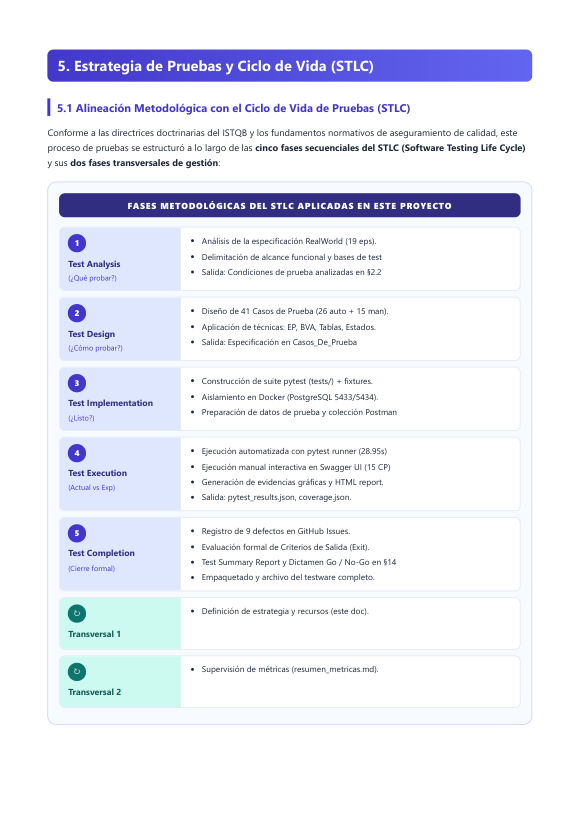 5. Estrategia de Pruebas y Ciclo de Vida (STLC)
5.1 Alineación Metodológica con el Ciclo de Vida de Pruebas (STLC)
Conforme a las directrices doctrinarias del ISTQB y los fundamentos normativos de aseguramiento de calidad, este
proceso de pruebas se estructuró a lo largo de las cinco fases secuenciales del STLC (Software Testing Life Cycle)
y sus dos fases transversales de gestión:
FASES METODOLÓGICAS DEL STLC APLICADAS EN ESTE PROYECTO
1
Test Analysis
(¿Qué probar?)
• Análisis de la especificación RealWorld (19 eps).
• Delimitación de alcance funcional y bases de test
• Salida: Condiciones de prueba analizadas en §2.2
2
Test Design
(¿Cómo probar?)
• Diseño de 41 Casos de Prueba (26 auto + 15 man).
• Aplicación de técnicas: EP, BVA, Tablas, Estados.
• Salida: Especificación en Casos_De_Prueba
3
Test Implementation
(¿Listo?)
• Construcción de suite pytest (tests/) + fixtures.
• Aislamiento en Docker (PostgreSQL 5433/5434).
• Preparación de datos de prueba y colección Postman
4
Test Execution
(Actual vs Exp)
• Ejecución automatizada con pytest runner (28.95s)
• Ejecución manual interactiva en Swagger UI (15 CP)
• Generación de evidencias gráficas y HTML report.
• Salida: pytest_results.json, coverage.json.
5
Test Completion
(Cierre formal)
• Registro de 9 defectos en GitHub Issues.
• Evaluación formal de Criterios de Salida (Exit).
• Test Summary Report y Dictamen Go / No-Go en §14
• Empaquetado y archivo del testware completo.
↻
Transversal 1
• Definición de estrategia y recursos (este doc).
↻
Transversal 2
• Supervisión de métricas (resumen_metricas.md).